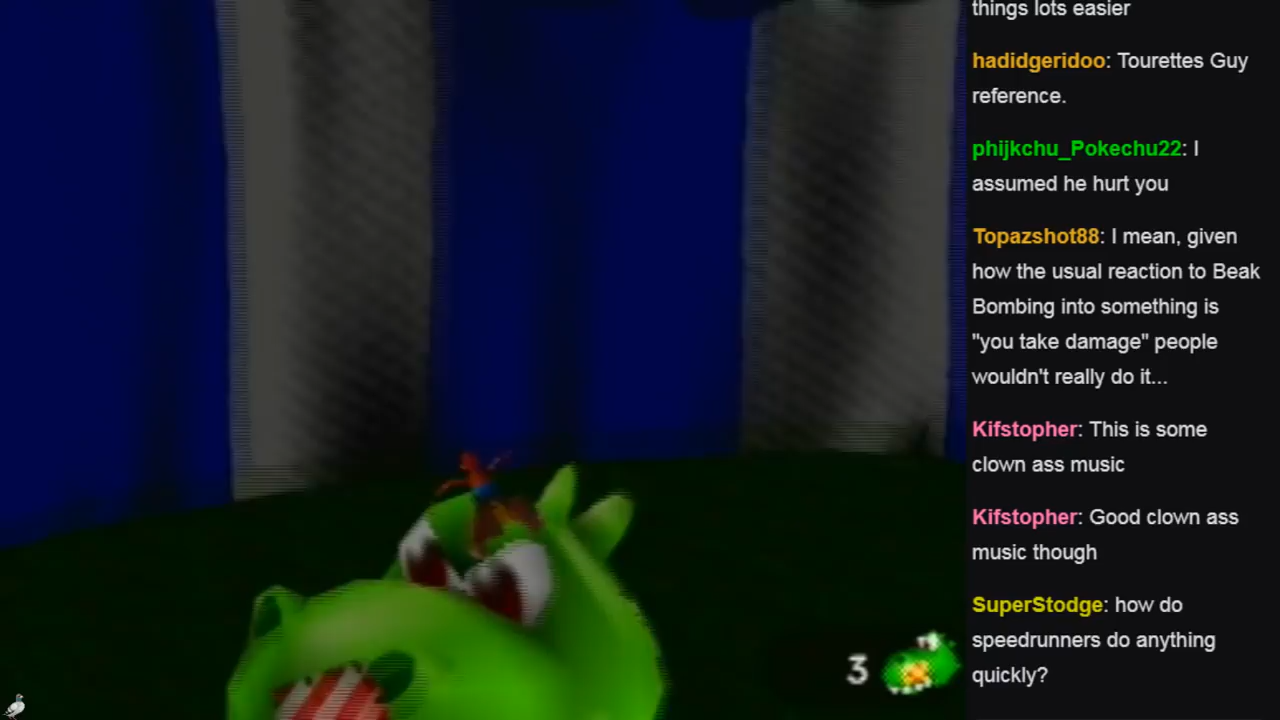 things lots easier
hadidgeridoo: Tourettes Guy
reference.
phijkchu_Pokechu22: I
assumed he hurt you
Topazshot88: I mean, given
how the usual reaction to Beak
Bombing into something is
"you take damage" people
wouldn't really do it...
Kifstopher: This is some
clown ass music
Kifstopher: Good clown ass
music though
SuperStodge: how do
speedrunners do anything
quickly?
3